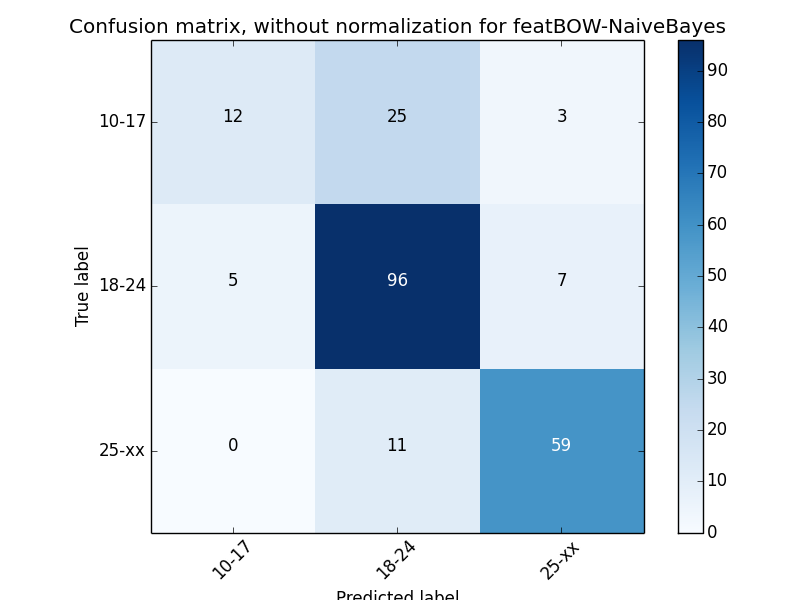 Confusion matrix, without normalization for featBOW-NaiveBayes
10-17 12 25 3
18-24 5 96 7
25-xx 0 11 59
10-17 18-24 25-xx
True label
Predicted label
90
80
70
60
50
40
30
20
10
0